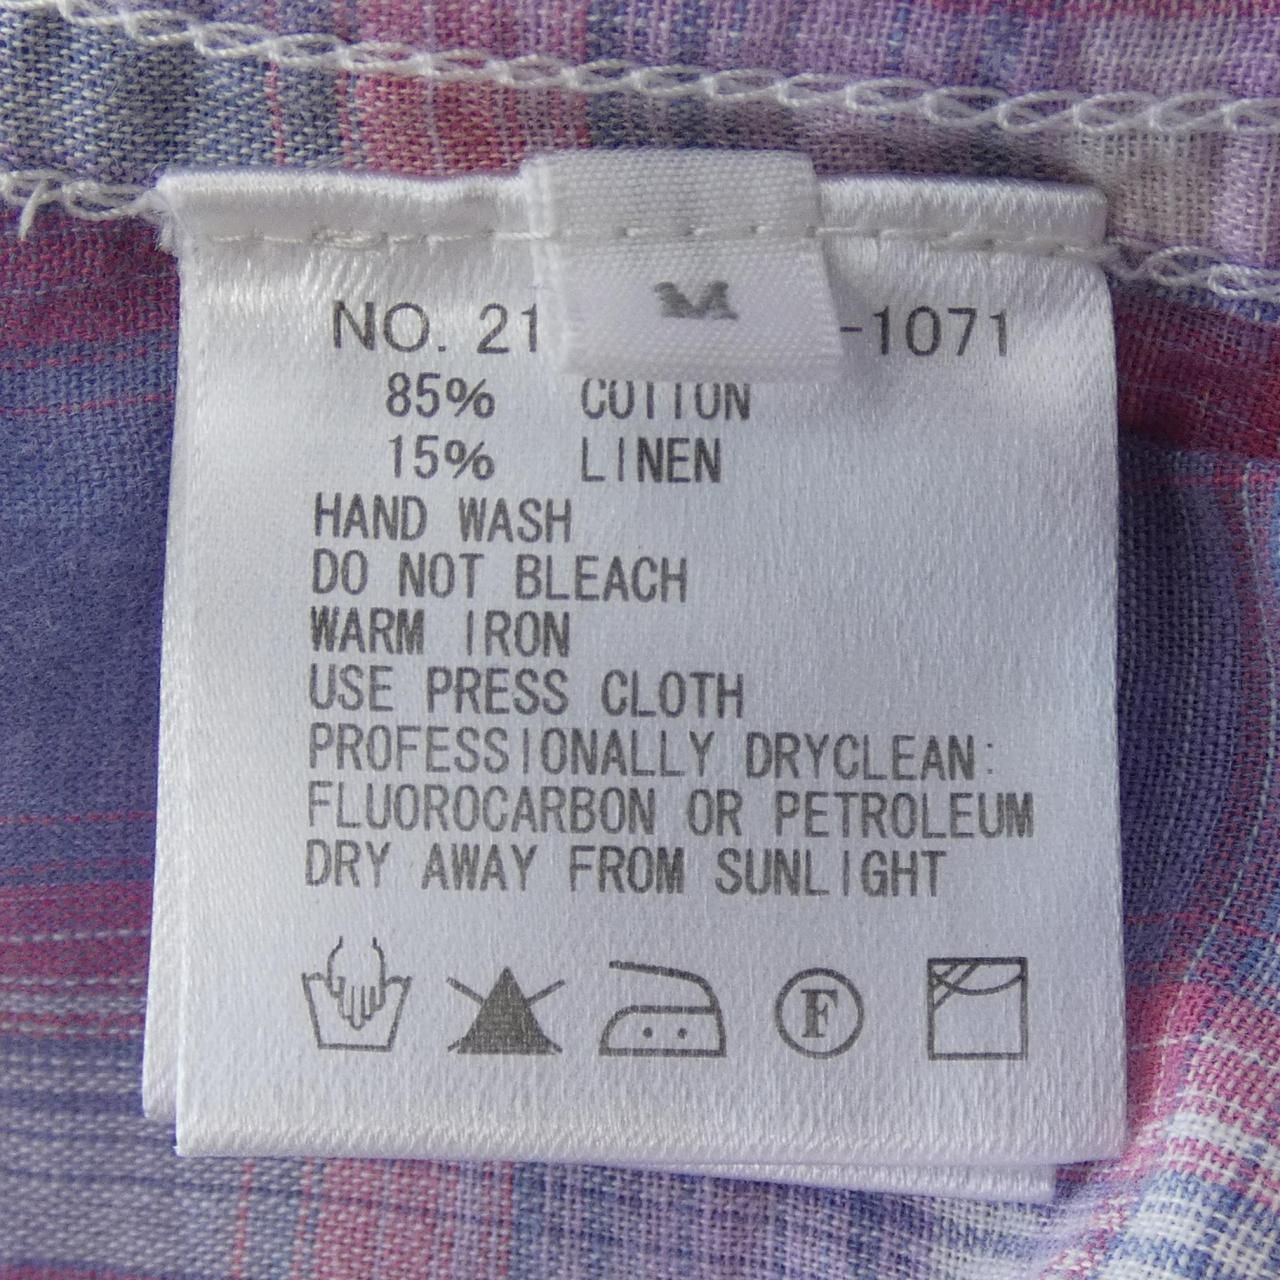 M
NO. 21 -1071
85% COTTON
15% LINEN
HAND WASH
DO NOT BLEACH
WARM IRON
USE PRESS CLOTH
PROFESSIONALLY DRYCLEAN:
FLUOROCARBON OR PETROLEUM
DRY AWAY FROM SUNLIGHT
F